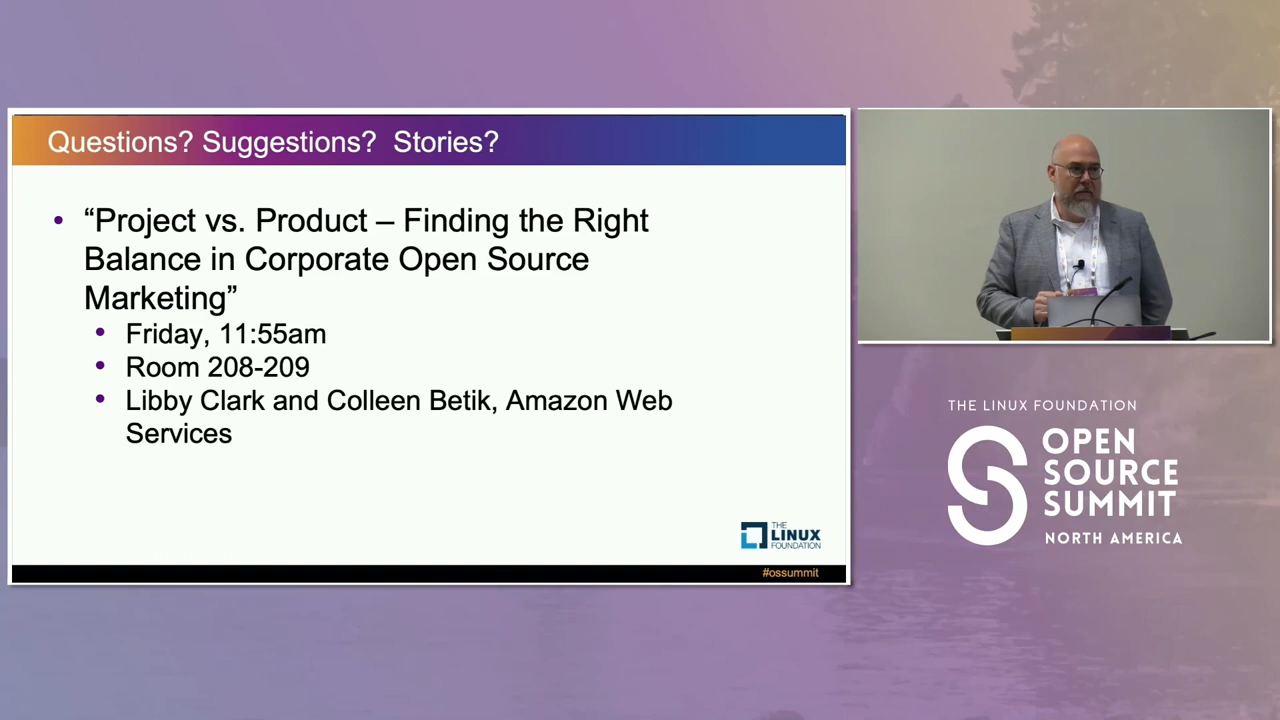 Questions? Suggestions?  Stories?
• “Project vs. Product – Finding the Right
Balance in Corporate Open Source
Marketing”
• Friday, 11:55am
• Room 208-209
• Libby Clark and Colleen Betik, Amazon Web
Services
THE
LINUX
FOUNDATION
#ossummit
THE LINUX FOUNDATION
OPEN
SOURCE
SUMMIT
NORTH AMERICA